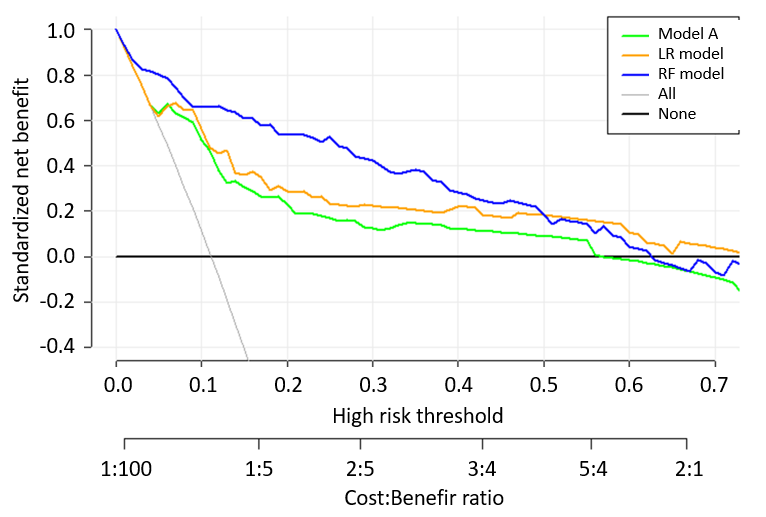 Model A
LR model
RF model
All
None
Standardized net benefit
1.0
0.8
0.6
0.4
0.2
0.0
-0.2
-0.4
0.0 0.1 0.2 0.3 0.4 0.5 0.6 0.7
High risk threshold
1:100 1:5 2:5 3:4 5:4 2:1
Cost:Benefir ratio